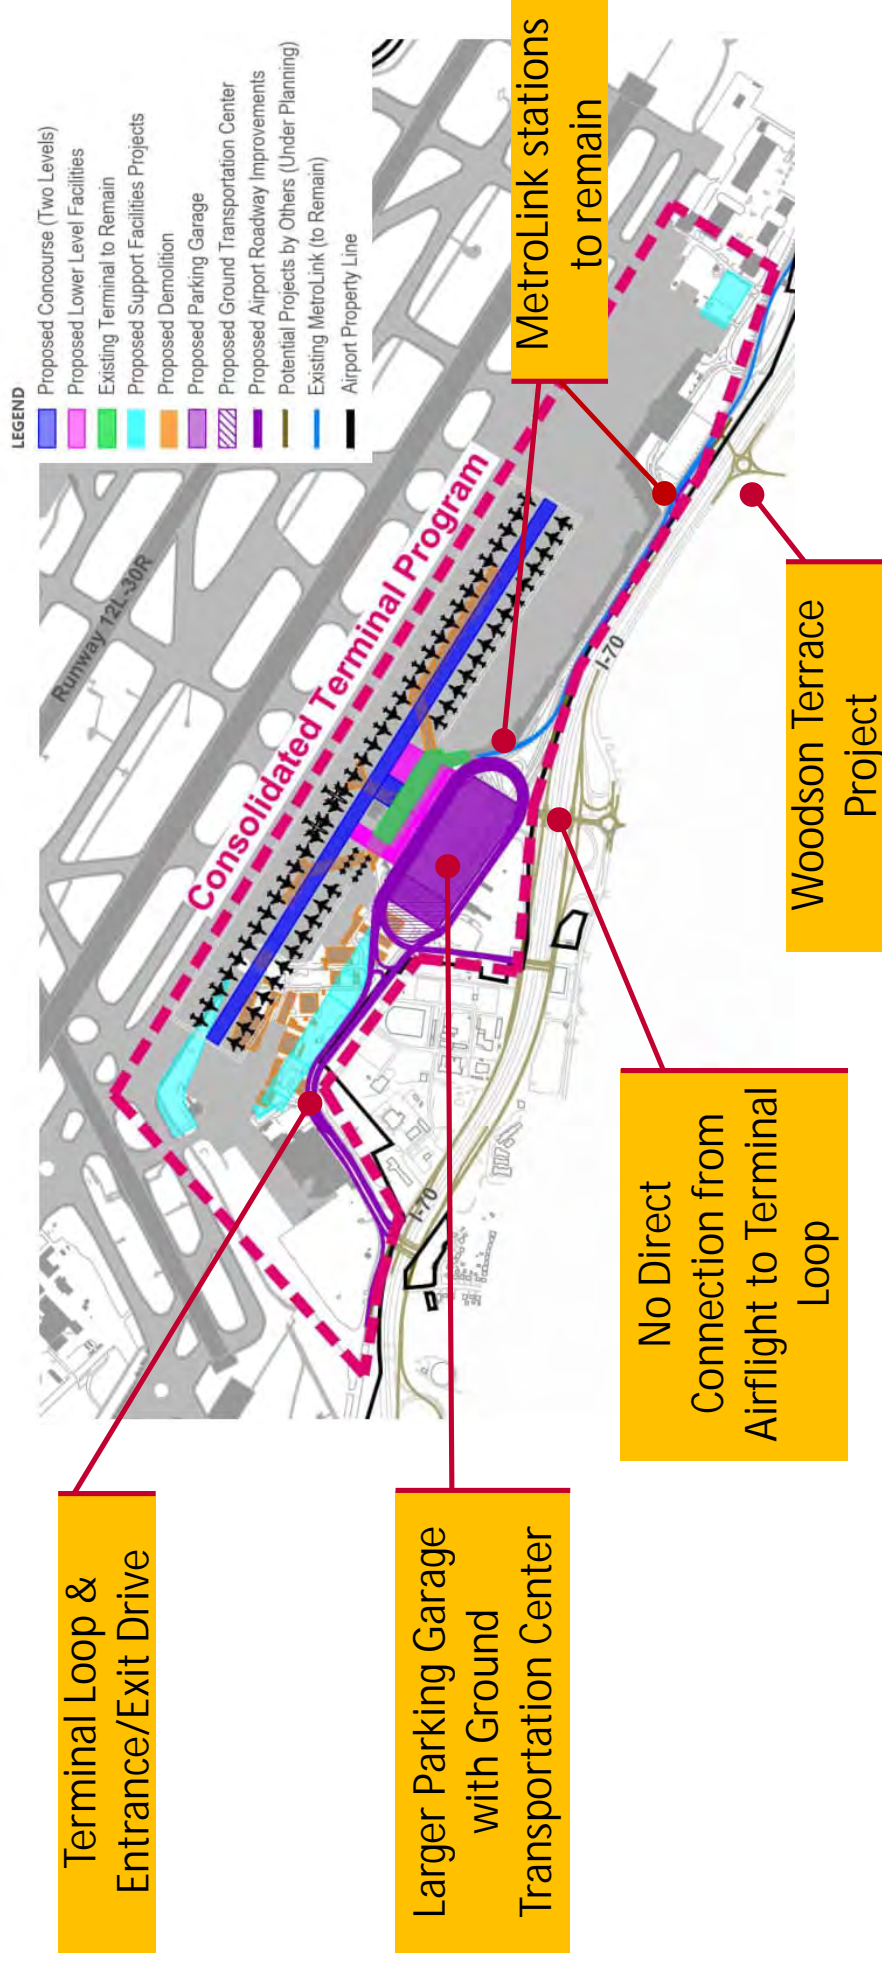 LEGEND
Proposed Concourse (Two Levels)
Proposed Lower Level Facilities
Existing Terminal to Remain
Proposed Support Facilities Projects
Proposed Demolition
Proposed Parking Garage
Proposed Ground Transportation Center
Proposed Airport Roadway Improvements
Potential Projects by Others (Under Planning)
Existing MetroLink (to Remain)
Airport Property Line
Runway 12L-30R
Consolidated Terminal Program
I-70
I-70
Terminal Loop &
Entrance/Exit Drive
Larger Parking Garage
with Ground
Transportation Center
No Direct
Connection from
Airflight to Terminal
Loop
Woodson Terrace
Project
MetroLink stations
to remain